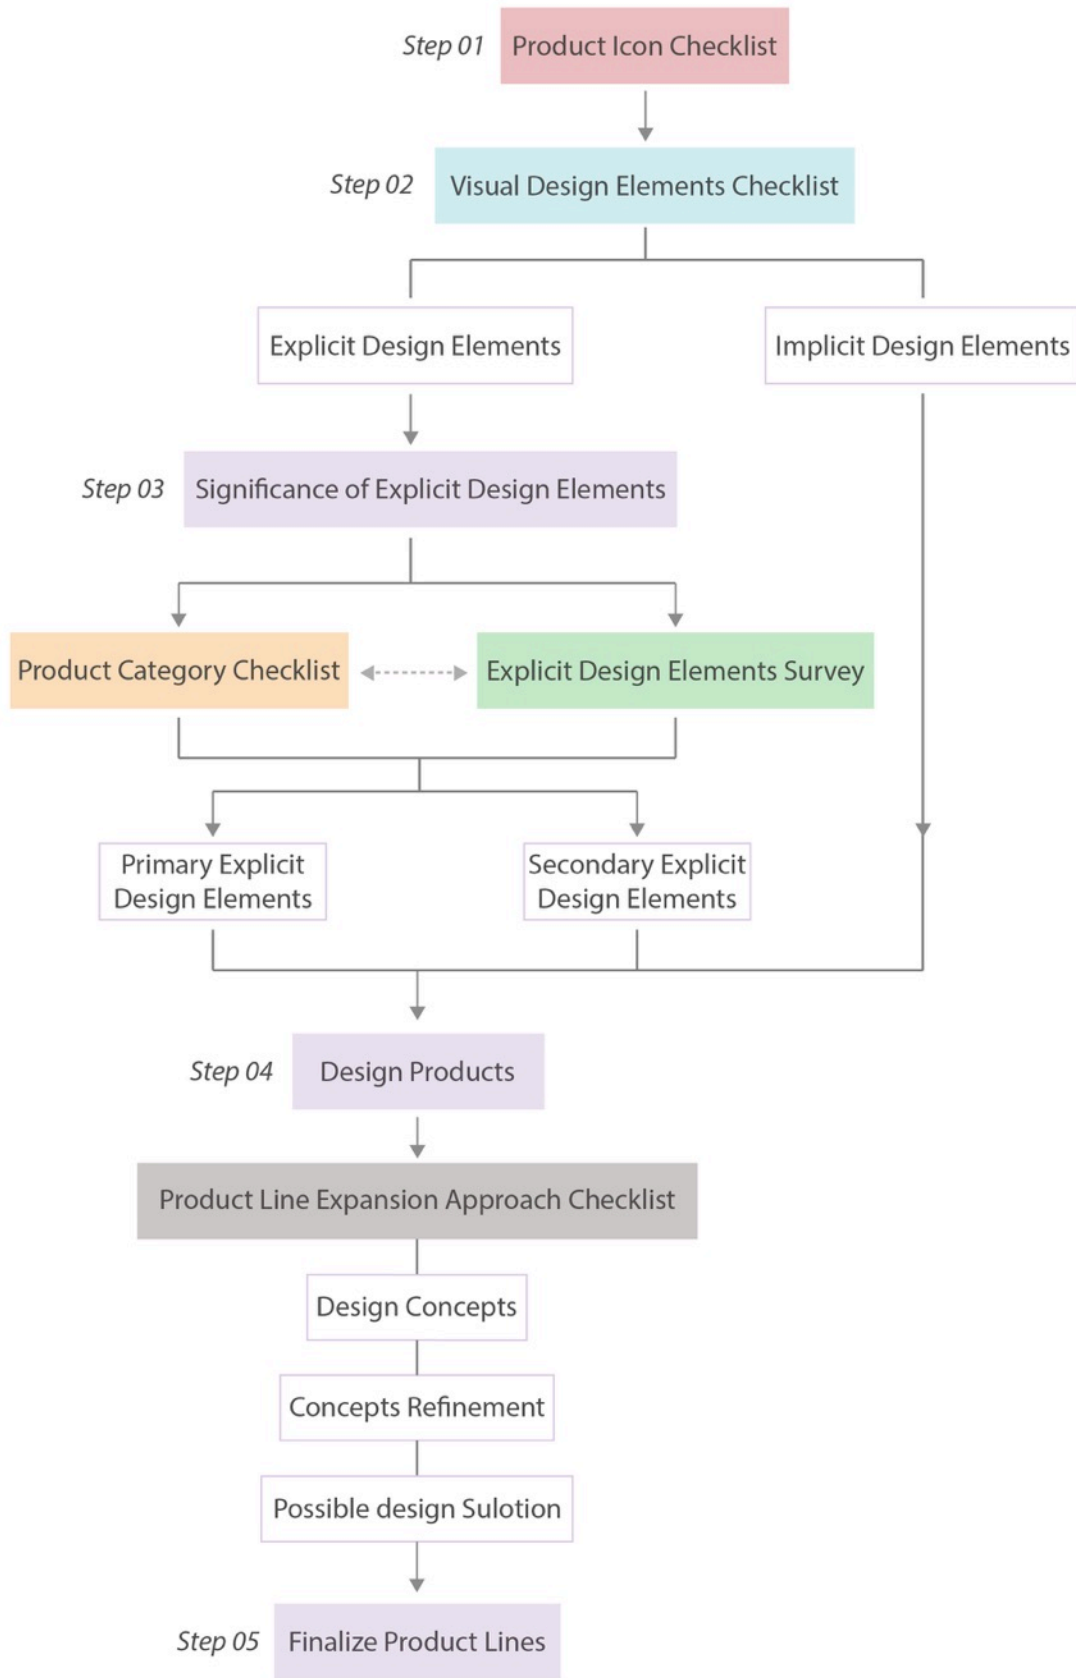 Step 01
Product Icon Checklist
Step 02
Visual Design Elements Checklist
Explicit Design Elements
Implicit Design Elements
Step 03
Significance of Explicit Design Elements
Product Category Checklist
Explicit Design Elements Survey
Primary Explicit
Design Elements
Secondary Explicit
Design Elements
Step 04
Design Products
Product Line Expansion Approach Checklist
Design Concepts
Concepts Refinement
Possible design Sulotion
Step 05
Finalize Product Lines